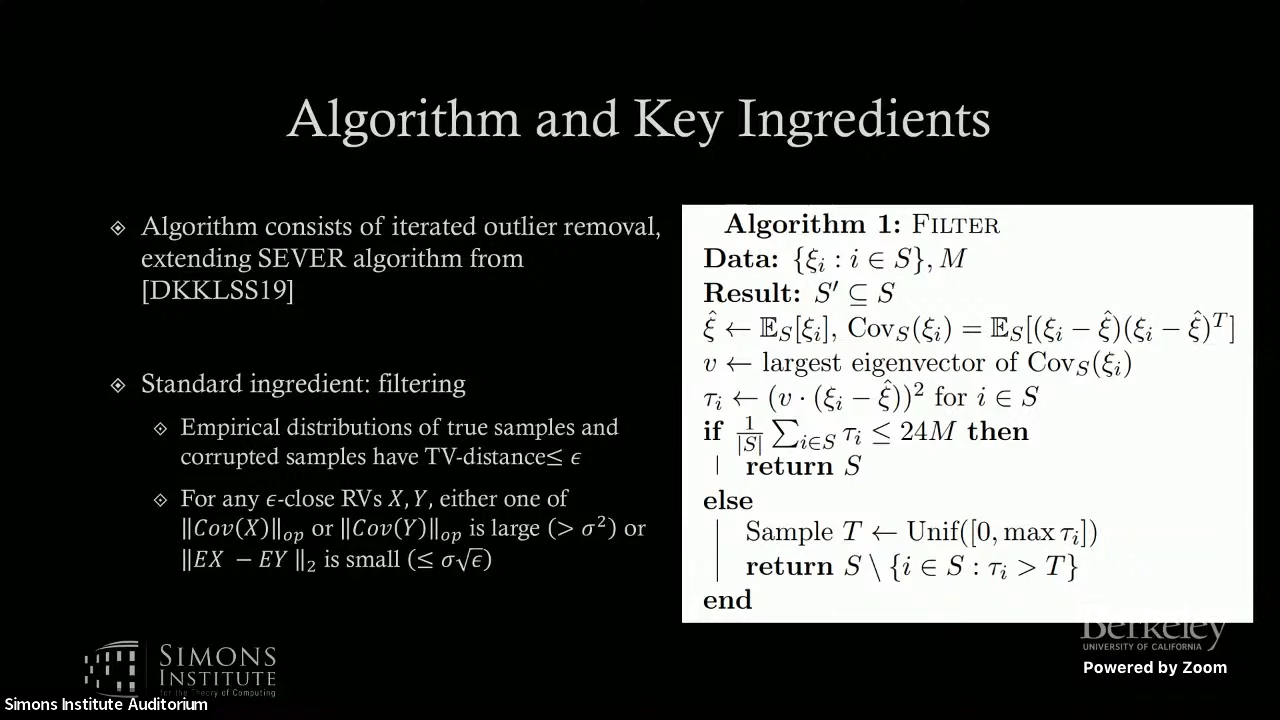 Algorithm and Key Ingredients
Algorithm consists of iterated outlier removal,
extending SEVER algorithm from
[DKKLSS19]
Standard ingredient: filtering
Empirical distributions of true samples and
corrupted samples have TV-distance≤ 𝜖
For any 𝜖-close RVs 𝑋, 𝑌, either one of
‖𝐶𝑜𝑣(𝑋)‖ₒₚ or ‖𝐶𝑜𝑣(𝑌)‖ₒₚ is large (> 𝜎²) or
‖𝐸𝑋 − 𝐸𝑌 ‖₂ is small (≤ 𝜎√𝜖)
Algorithm 1: FILTER
Data: {ξᵢ : i ∈ S}, M
Result: S′ ⊆ S
ξ̂ ← 𝔼_S[ξᵢ], Cov_S(ξᵢ) = 𝔼_S[(ξᵢ − ξ̂)(ξᵢ − ξ̂)ᵀ]
v ← largest eigenvector of Cov_S(ξᵢ)
τᵢ ← (v · (ξᵢ − ξ̂))² for i ∈ S
if 1/|S| ∑_{i∈S} τᵢ ≤ 24M then
return S
else
Sample T ← Unif([0, max τᵢ])
return S \ {i ∈ S : τᵢ > T}
end
SIMONS
INSTITUTE
for the Theory of Computing
Simons Institute Auditorium
Berkeley
UNIVERSITY OF CALIFORNIA
Powered by Zoom